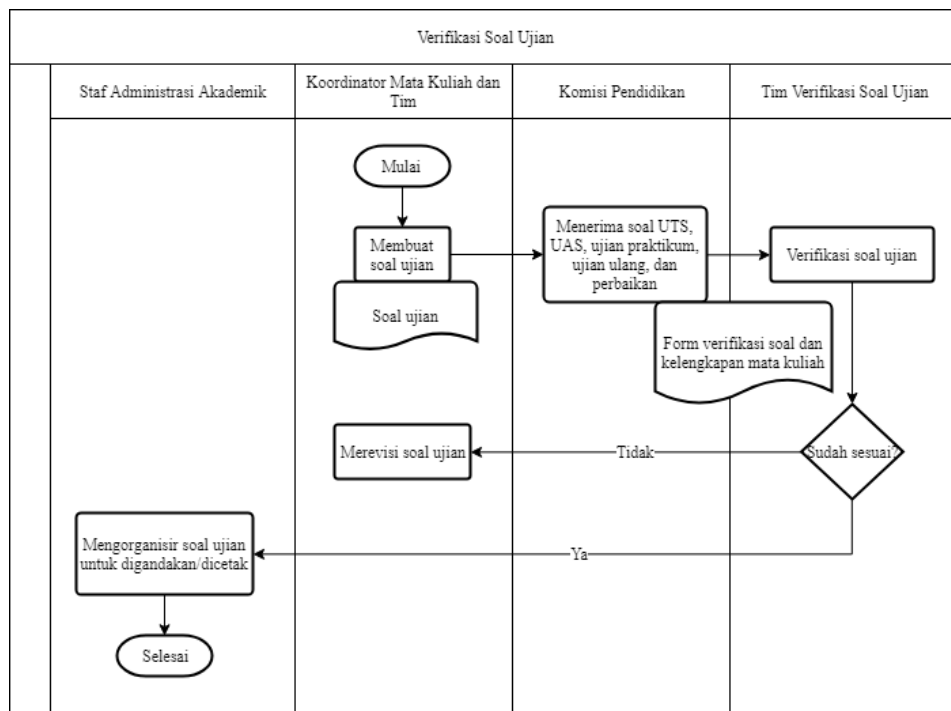 Verifikasi Soal Ujian
Staf Administrasi Akademik
Koordinator Mata Kuliah dan
Tim
Komisi Pendidikan
Tim Verifikasi Soal Ujian
Mulai
Membuat
soal ujian
Soal ujian
Menerima soal UTS,
UAS, ujian praktikum,
ujian ulang, dan
perbaikan
Verifikasi soal ujian
Form verifikasi soal dan
kelengkapan mata kuliah
Sudah sesuai?
Tidak
Merevisi soal ujian
Ya
Mengorganisir soal ujian
untuk digandakan/dicetak
Selesai